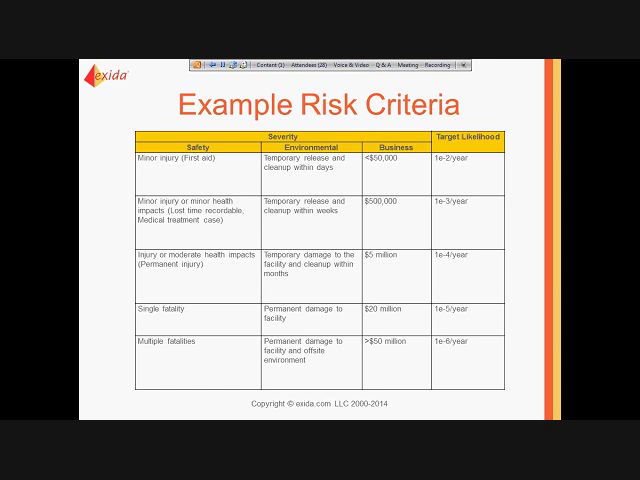 Content (1) Attendees (28) Voice & Video Q & A Meeting Recording
exida
Example Risk Criteria
Severity Target Likelihood
Safety Environmental Business
Minor injury (First aid) Temporary release and cleanup within days <$50,000 1e-2/year
Minor injury or minor health impacts (Lost time recordable, Medical treatment case) Temporary release and cleanup within weeks $500,000 1e-3/year
Injury or moderate health impacts (Permanent injury) Temporary damage to the facility and cleanup within months $5 million 1e-4/year
Single fatality Permanent damage to facility $20 million 1e-5/year
Multiple fatalities Permanent damage to facility and offsite environment >$50 million 1e-6/year
Copyright © exida.com LLC 2000-2014